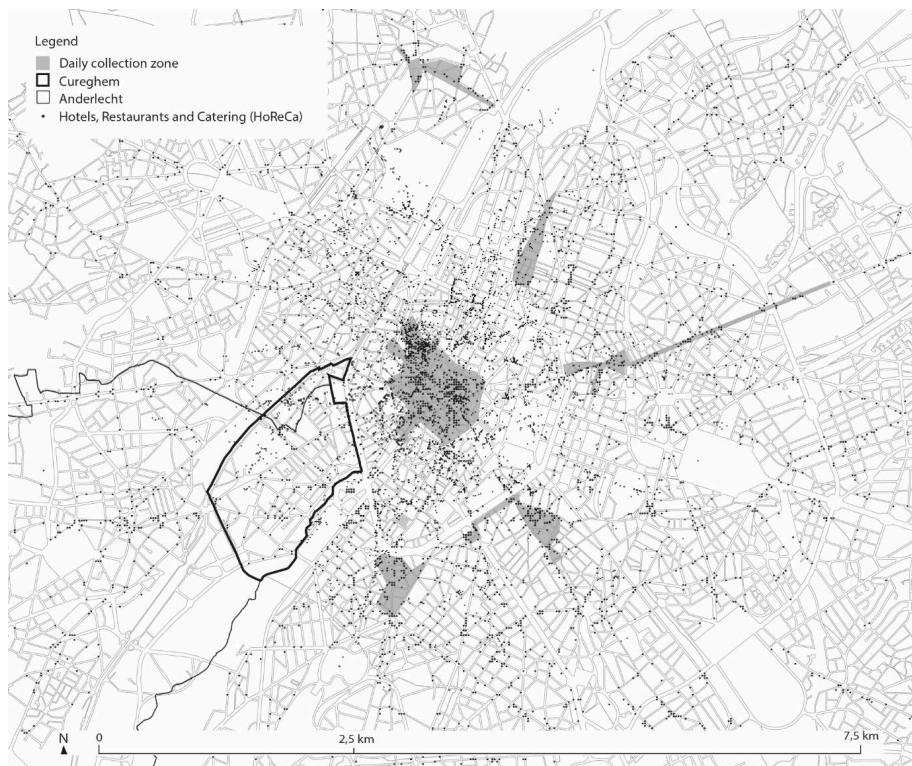 Legend
Daily collection zone
Cureghem
Anderlecht
Hotels, Restaurants and Catering (HoReCa)
N
0
2,5 km
7,5 km